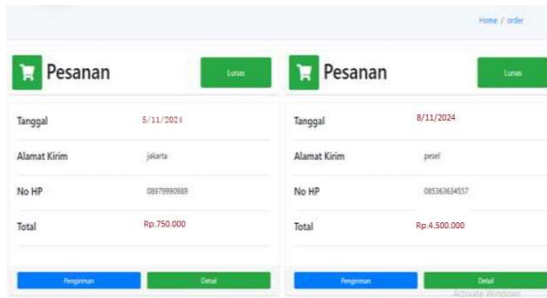 Home / order
Pesanan
Lunas
Tanggal 5/11/2024
Alamat Kirim jakarta
No HP 08979990989
Total Rp.750.000
Pengiriman Detail
Pesanan
Lunas
Tanggal 8/11/2024
Alamat Kirim pesel
No HP 085363634557
Total Rp.4.500.000
Pengiriman Detail
Activate Windows